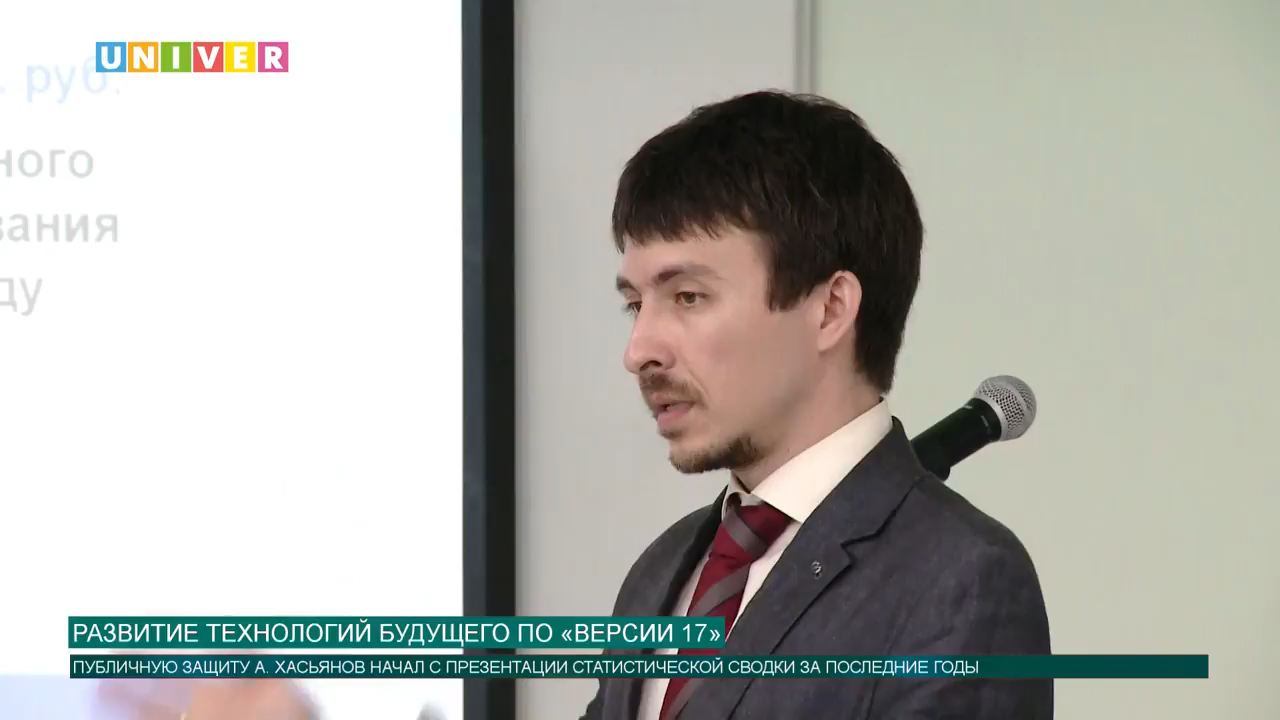 UNIVER
. руб.
ного
вания
ду
РАЗВИТИЕ ТЕХНОЛОГИЙ БУДУЩЕГО ПО «ВЕРСИИ 17»
ПУБЛИЧНУЮ ЗАЩИТУ А. ХАСЬЯНОВ НАЧАЛ С ПРЕЗЕНТАЦИИ СТАТИСТИЧЕСКОЙ СВОДКИ ЗА ПОСЛЕДНИЕ ГОДЫ